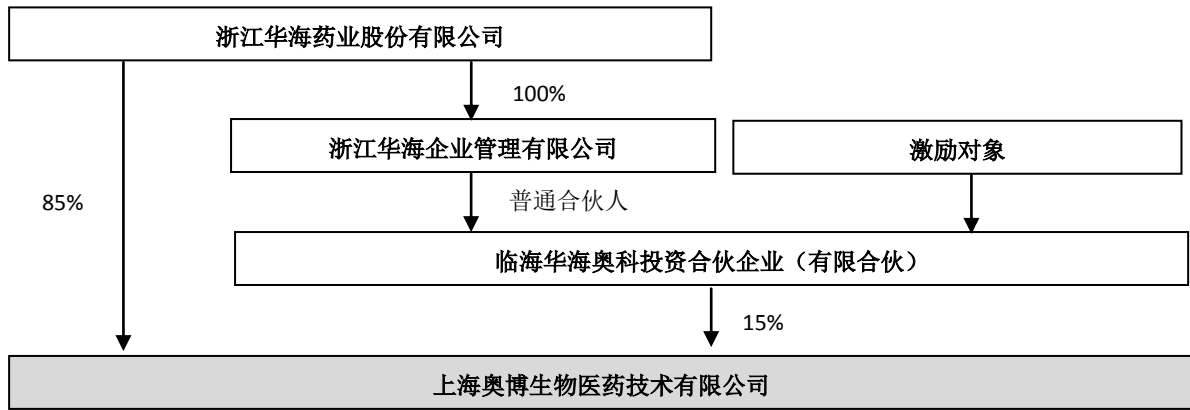 浙江华海药业股份有限公司
100%
浙江华海企业管理有限公司
激励对象
85%
普通合伙人
临海华海奥科投资合伙企业（有限合伙）
15%
上海奥博生物医药技术有限公司